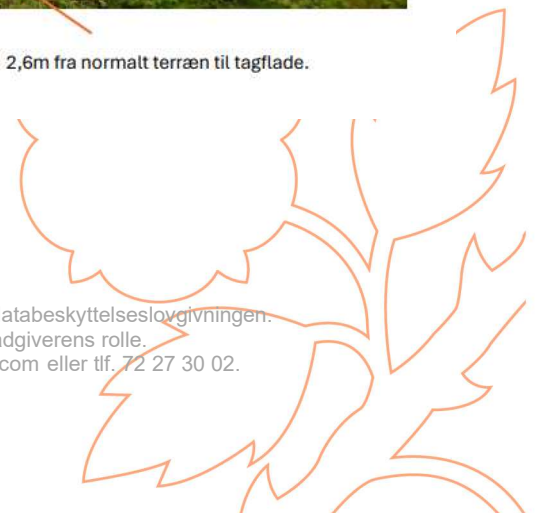 2,6m fra normalt terræn til tagflade.
atabeskyttelseslovgivningen.
dgiverens rolle.
com eller tlf. 72 27 30 02.